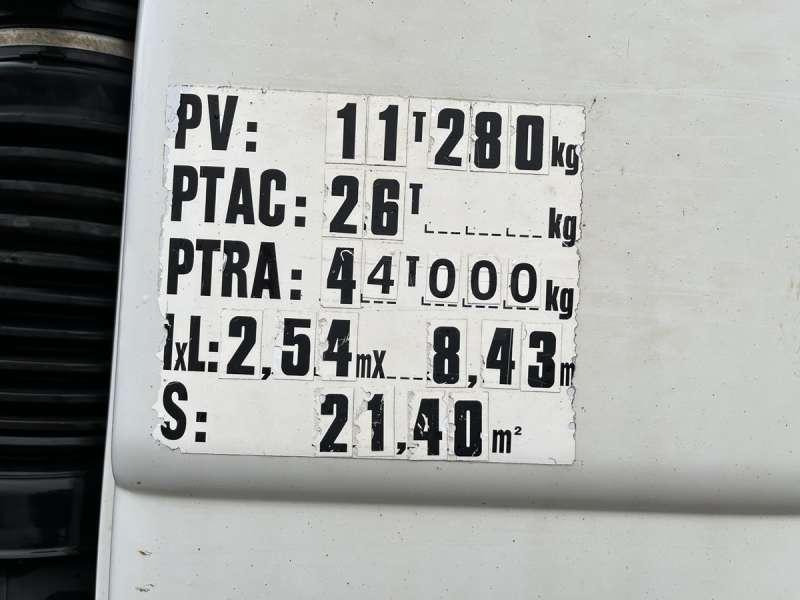 PV: 11T280kg
PTAC: 26T kg
PTRA: 44T000kg
lxL: 2,54mx 8,43m
S: 21,40m²